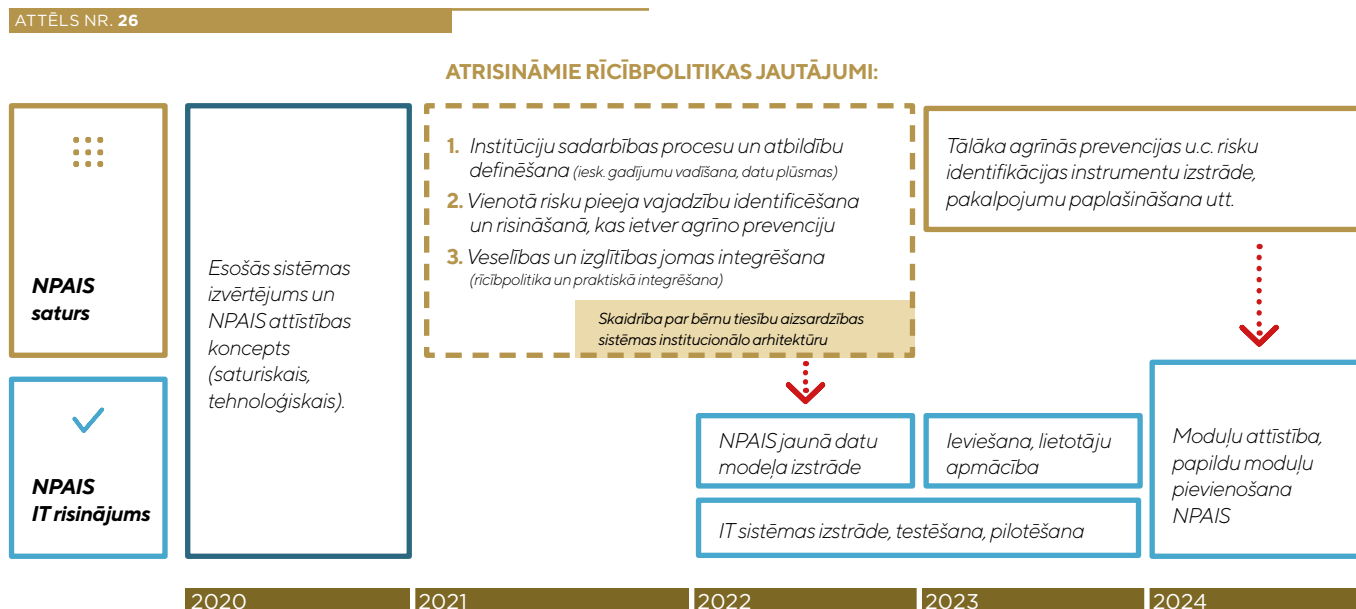 ATTĒLS NR. 26
ATRISINĀMIE RĪCĪBPOLITIKAS JAUTĀJUMI:
NPAIS
saturs
NPAIS
IT risinājums
Esošās sistēmas
izvērtējums un
NPAIS attīstības
koncepts
(saturiskais,
tehnoloģiskais).
1. Institūciju sadarbības procesu un atbildību
definēšana (iesk. gadījumu vadīšana, datu plūsmas)
2. Vienotā risku pieeja vajadzību identificēšana
un risināšanā, kas ietver agrīno prevenciju
3. Veselības un izglītības jomas integrēšana
(rīcībpolitika un praktiskā integrēšana)
Skaidrība par bērnu tiesību aizsardzības
sistēmas institucionālo arhitektūru
Tālāka agrīnās prevencijas u.c. risku
identifikācijas instrumentu izstrāde,
pakalpojumu paplašināšana utt.
NPAIS jaunā datu
modeļa izstrāde
Ieviešana, lietotāju
apmācība
IT sistēmas izstrāde, testēšana, pilotēšana
Moduļu attīstība,
papildu moduļu
pievienošana
NPAIS
2020 2021 2022 2023 2024